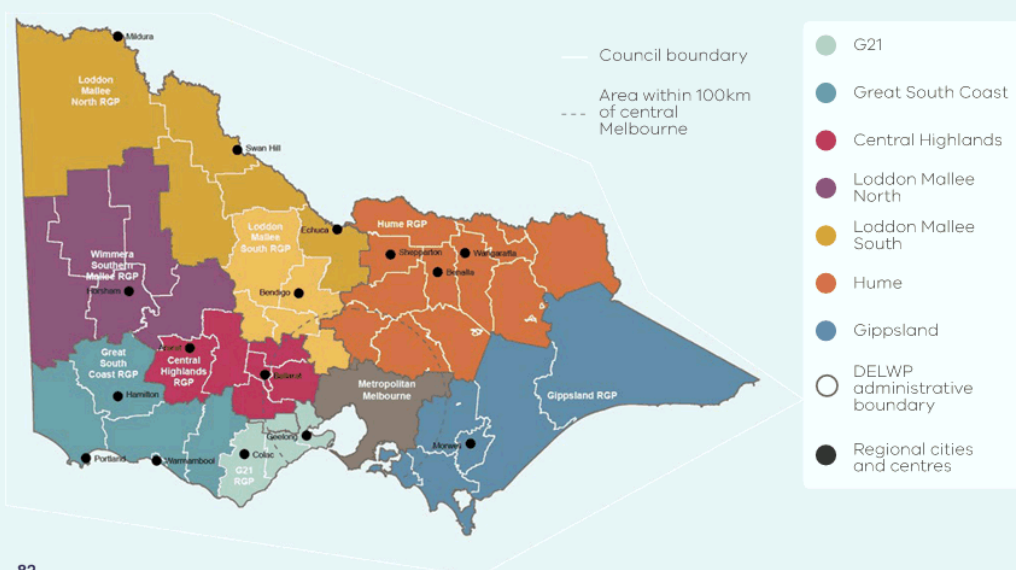 Mildura
Loddon
Mallee
North RGP
Swan Hill
Loddon
Mallee
South RGP
Echuca
Hume RGP
Shepparton
Wangaratta
Benalla
Wimmera
Southern
Mallee RGP
Horsham
Bendigo
Great
South
Coast RGP
Ararat
Central
Highlands
RGP
Ballarat
Metropolitan
Melbourne
Gippsland RGP
Hamilton
Geelong
Morwell
Portland
Warrnambool
Colac
G21
RGP
Council boundary
Area within 100km
of central
Melbourne
G21
Great South Coast
Central Highlands
Loddon Mallee
North
Loddon Mallee
South
Hume
Gippsland
DELWP
administrative
boundary
Regional cities
and centres